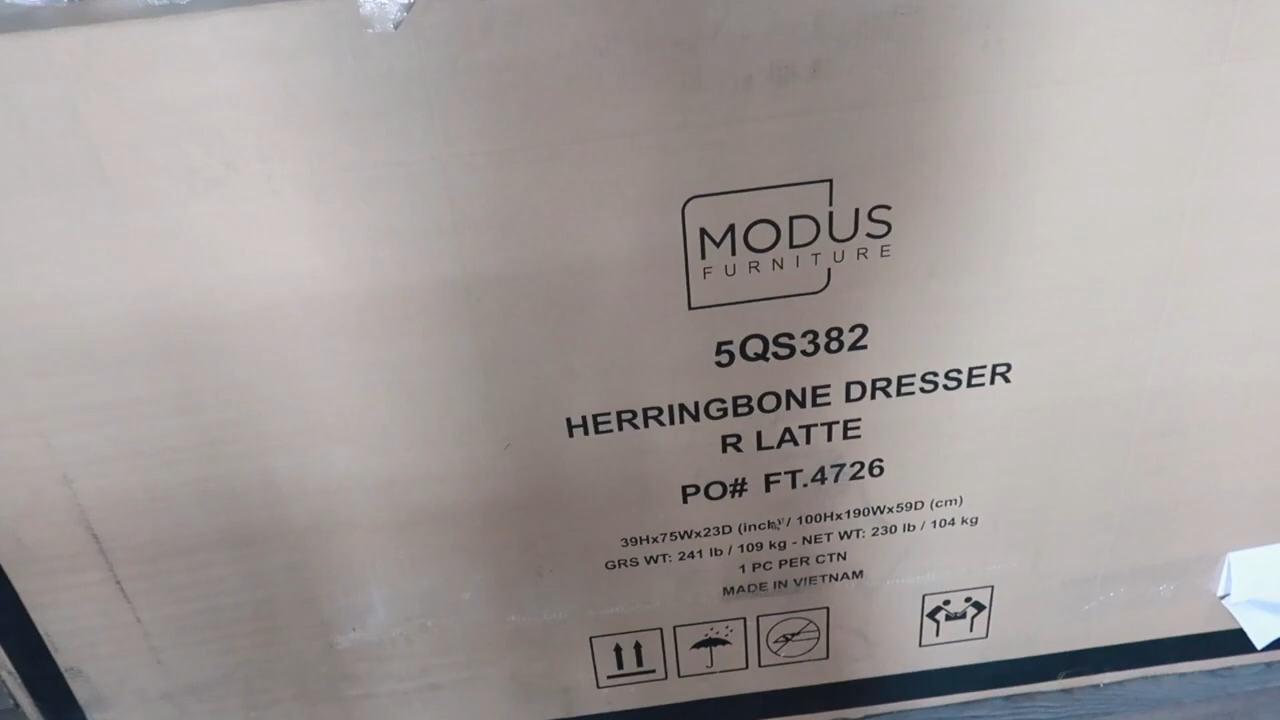 MODUS
FURNITURE
5QS382
HERRINGBONE DRESSER
R LATTE
PO# FT.4726
39Hx75Wx23D (inch) / 100Hx190Wx59D (cm)
GRS WT: 241 lb / 109 kg - NET WT: 230 lb / 104 kg
1 PC PER CTN
MADE IN VIETNAM